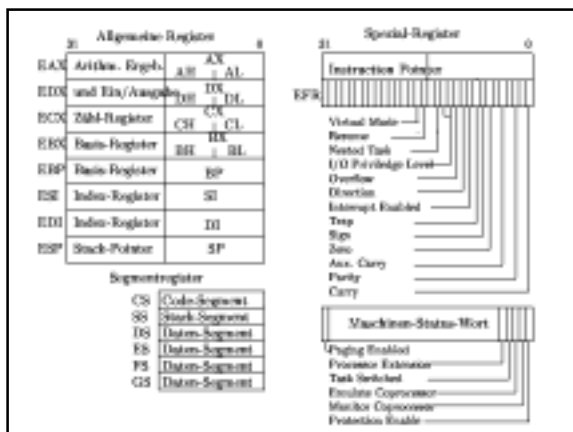 Allgemeine-Register
31 0
EAX Arithm. Ergeb. AX
AH AL
EDX und Ein/Ausgabe DX
DH DL
ECX Zähl-Register CX
CH CL
EBX Basis-Register BX
BH BL
EBP Basis-Register BP
ESI Index-Register SI
EDI Index-Register DI
ESP Stack-Pointer SP
Segmentregister
CS Code-Segment
SS Stack-Segment
DS Daten-Segment
ES Daten-Segment
FS Daten-Segment
GS Daten-Segment
Spezial-Register
31 0
Instruction Pointer
EFR
Virtual Mode
Resume
Nested Task
I/O Priviledge Level
Overflow
Direction
Interrupt Enabled
Trap
Sign
Zero
Aux. Carry
Parity
Carry
Maschinen-Status-Wort
Paging Enabled
Processor Extension
Task Switched
Emulate Coprocessor
Monitor Coprocessor
Protection Enable